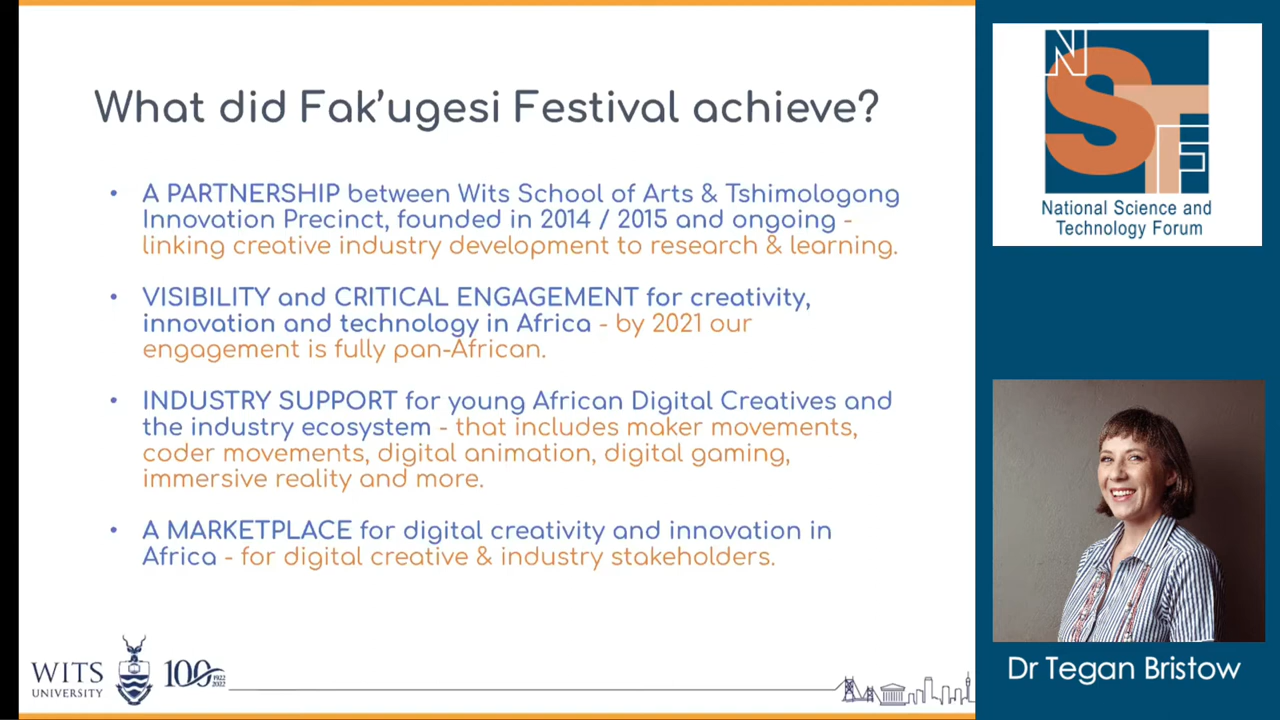 What did Fak'ugesi Festival achieve?
• A PARTNERSHIP between Wits School of Arts & Tshimologong
Innovation Precinct, founded in 2014 / 2015 and ongoing -
linking creative industry development to research & learning.
• VISIBILITY and CRITICAL ENGAGEMENT for creativity,
innovation and technology in Africa - by 2021 our
engagement is fully pan-African.
• INDUSTRY SUPPORT for young African Digital Creatives and
the industry ecosystem - that includes maker movements,
coder movements, digital animation, digital gaming,
immersive reality and more.
• A MARKETPLACE for digital creativity and innovation in
Africa - for digital creative & industry stakeholders.
WITS
UNIVERSITY
100
1922
2022
NSTF
National Science and
Technology Forum
Dr Tegan Bristow